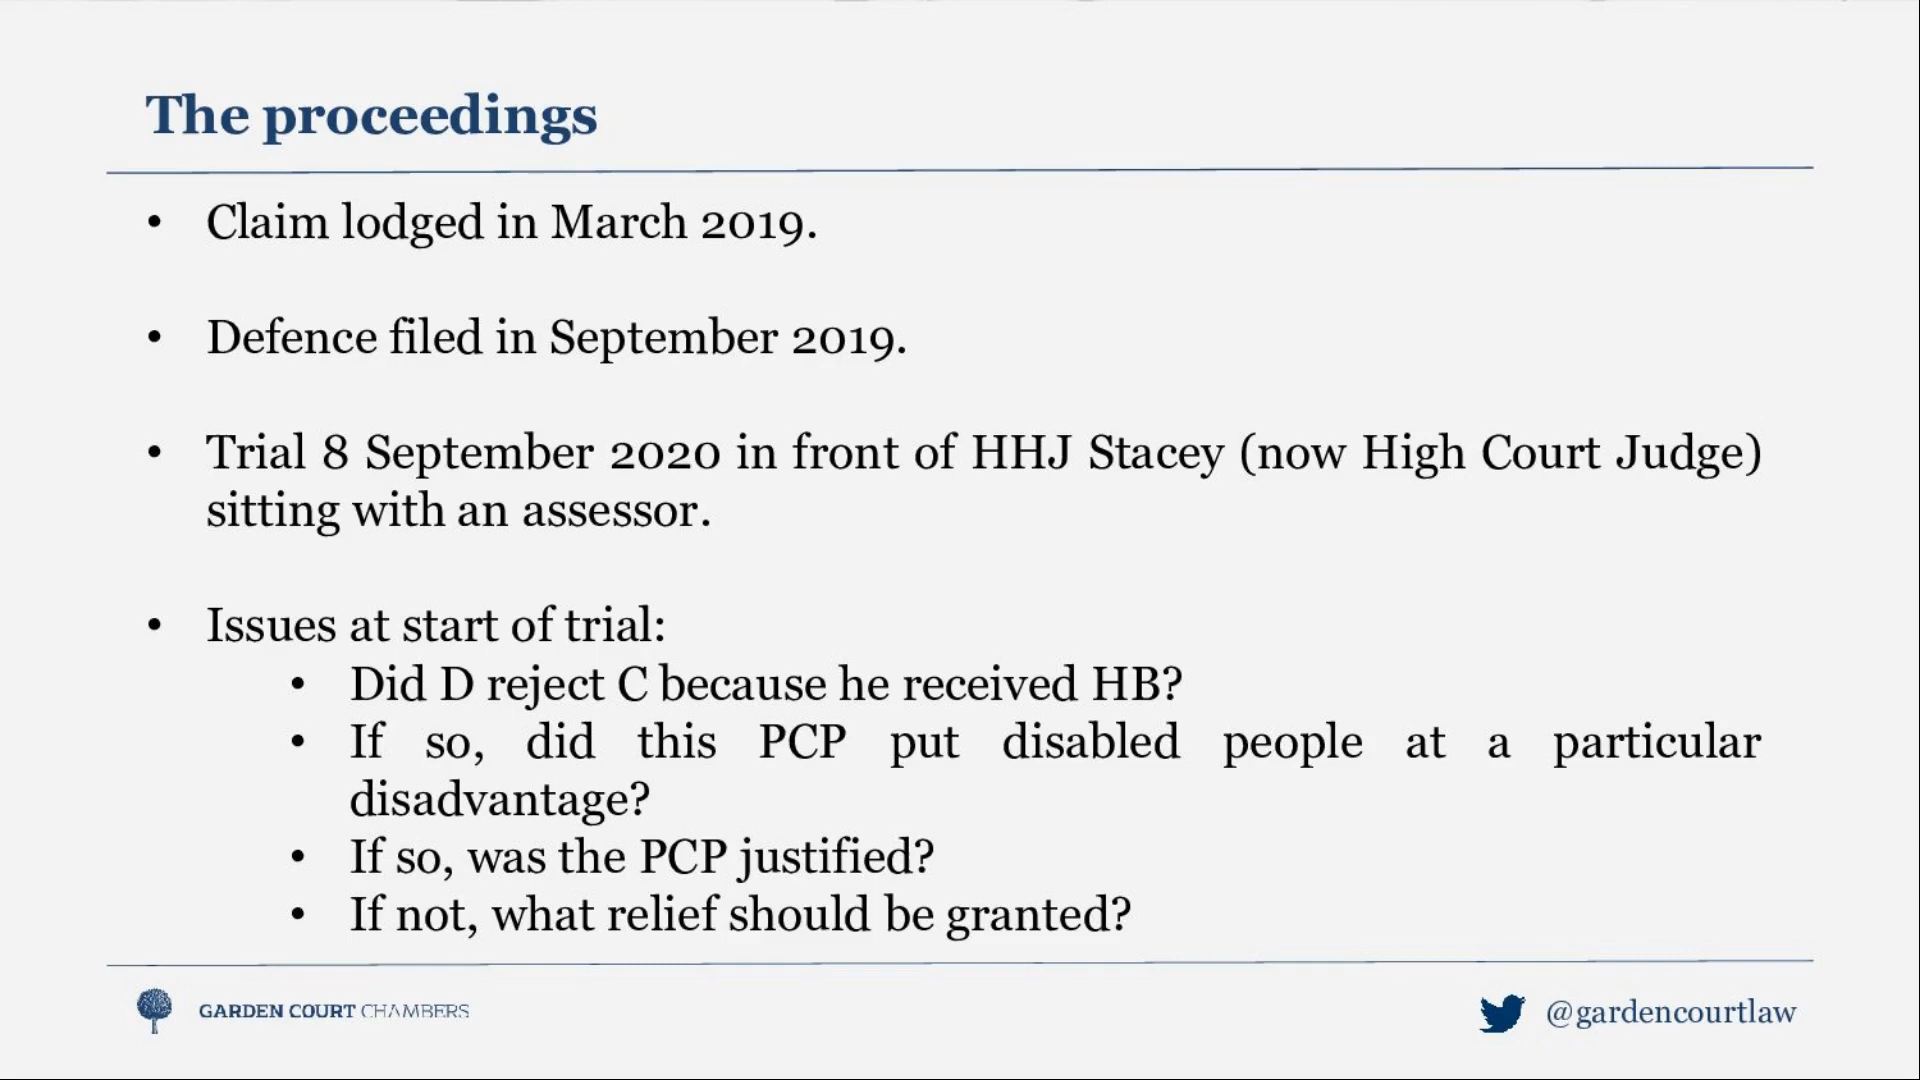 The proceedings
• Claim lodged in March 2019.
• Defence filed in September 2019.
• Trial 8 September 2020 in front of HHJ Stacey (now High Court Judge)
sitting with an assessor.
• Issues at start of trial:
• Did D reject C because he received HB?
• If so, did this PCP put disabled people at a particular
disadvantage?
• If so, was the PCP justified?
• If not, what relief should be granted?
GARDEN COURT CHAMBERS
@gardencourtlaw